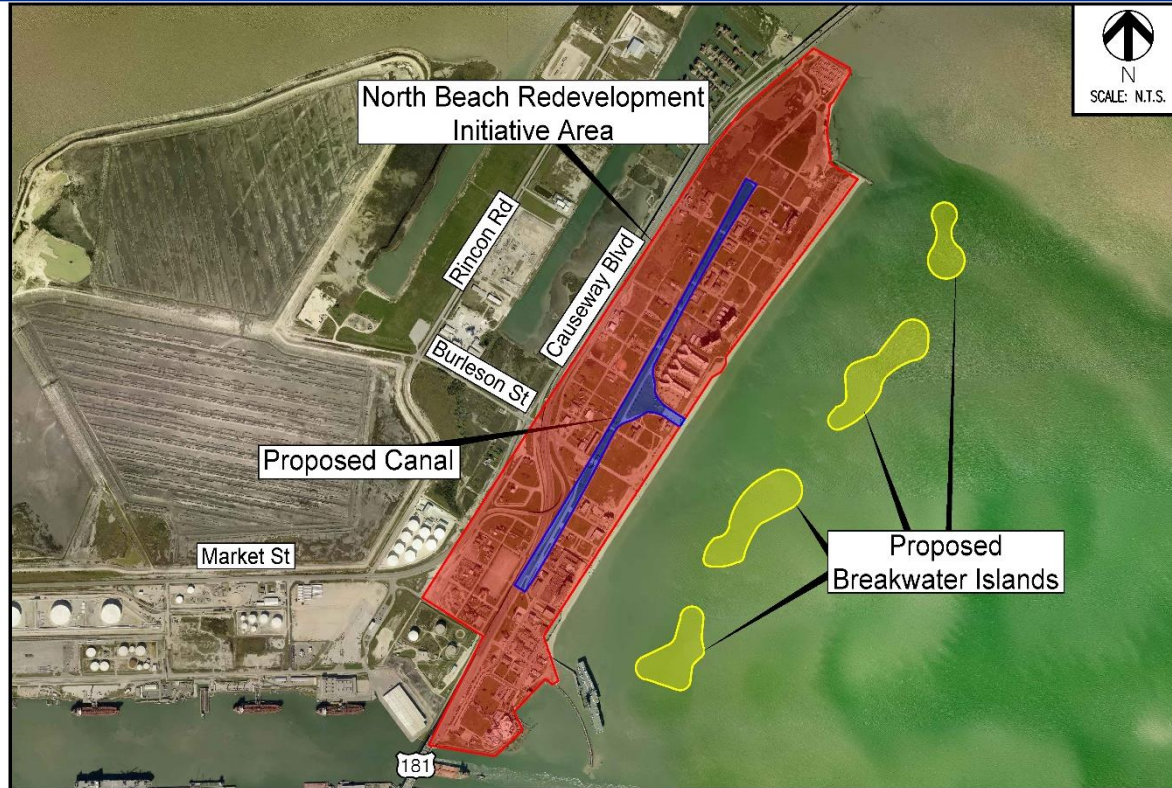 N
SCALE: N.T.S.
North Beach Redevelopment
Initiative Area
Rincon Rd
Causeway Blvd
Burleson St
Proposed Canal
Market St
Proposed
Breakwater Islands
181